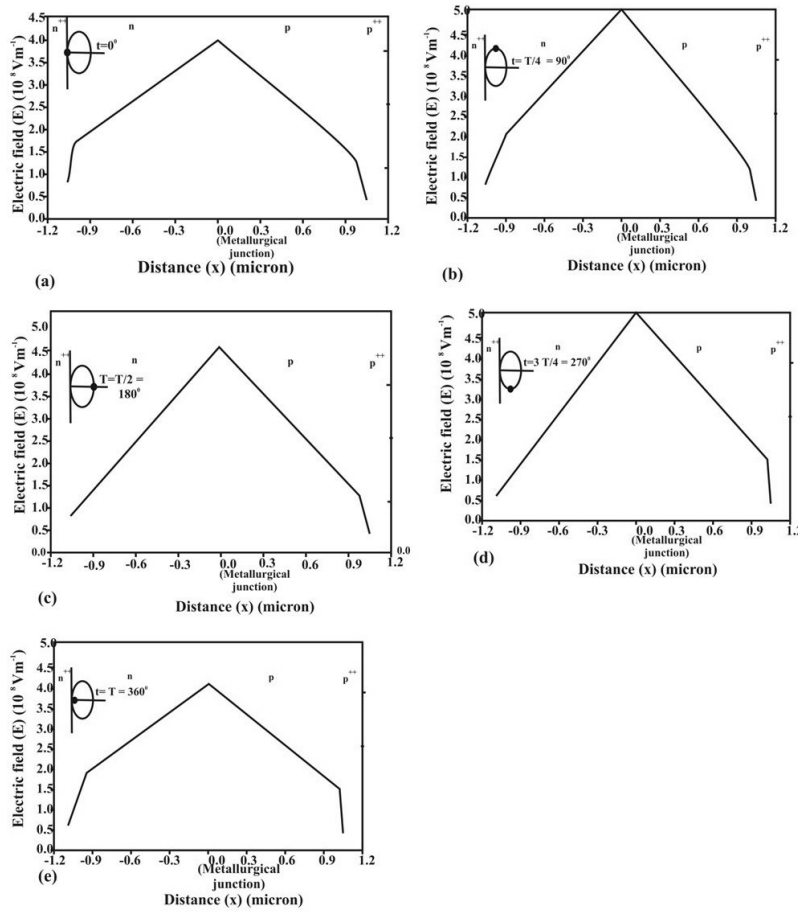 4.5
n++
t=0⁰
n
p
p++
4.0
3.5
3.0
2.5
2.0
1.5
1.0
0.5
0.0
Electric field (E) (10⁸ Vm⁻¹)
-1.2 -0.9 -0.6 -0.3 0.0 0.3 0.6 0.9 1.2
(Metallurgical
junction)
Distance (x) (micron)
(a)
5.0
n++
n
p
p++
4.5
4.0
t= T/4 = 90⁰
3.5
3.0
2.5
2.0
1.5
1.0
0.5
0.0
Electric field (E) (10⁸ Vm⁻¹)
-1.2 -0.9 -0.6 -0.3 0.0 0.3 0.6 0.9 1.2
(Metallurgical
junction)
Distance (x) (micron)
(b)
5.0
4.5
n++
n
p
p++
4.0
T=T/2 =
180⁰
3.5
3.0
2.5
2.0
1.5
1.0
0.5
0.0
0.0
Electric field (E) (10⁸ Vm⁻¹)
-1.2 -0.9 -0.6 -0.3 0.0 0.3 0.6 0.9 1.2
(Metallurgical
junction)
Distance (x) (micron)
(c)
5.0
4.5
n++
n
p
p++
4.0
t=3 T/4 = 270⁰
3.5
3.0
2.5
2.0
1.5
1.0
0.5
0.0
Electric field (E) (10⁸ Vm⁻¹)
-1.2 -0.9 -0.6 -0.3 0.0 0.3 0.6 0.9 1.2
(Metallurgical
junction)
Distance (x) (micron)
(d)
5.0
4.5
n++
n
p
p++
4.0
t= T = 360⁰
3.5
3.0
2.5
2.0
1.5
1.0
0.5
0.0
Electric field (E) (10⁸ Vm⁻¹)
-1.2 -0.9 -0.6 -0.3 0.0 0.3 0.6 0.9 1.2
(Metallurgical
junction)
Distance (x) (micron)
(e)